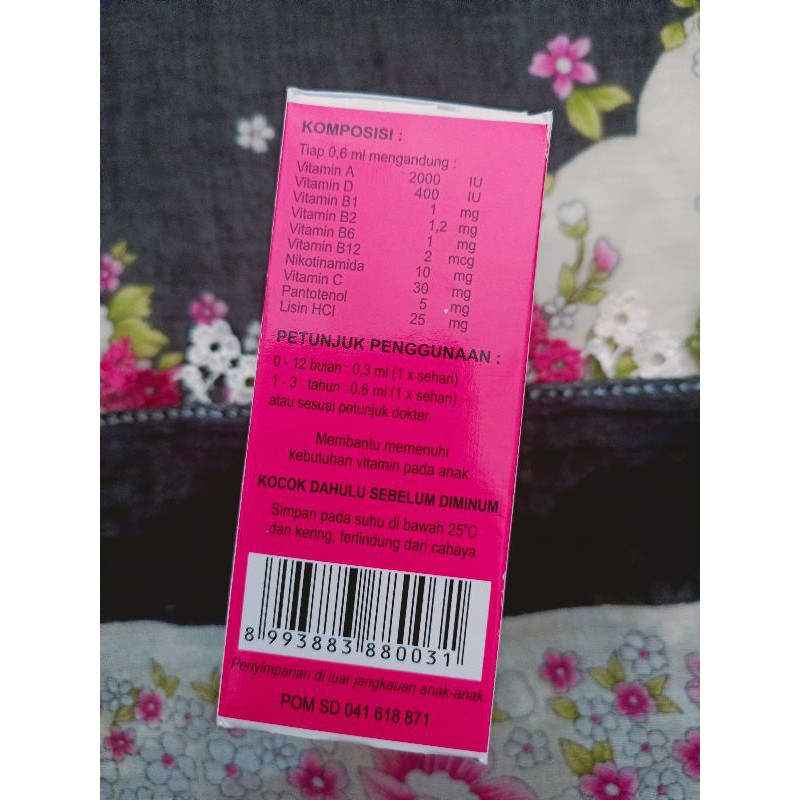 KOMPOSISI :
Tiap 0,6 ml mengandung :
Vitamin A 2000 IU
Vitamin D 400 IU
Vitamin B1 1 mg
Vitamin B2 1,2 mg
Vitamin B6 1 mg
Vitamin B12 2 mcg
Nikotinamida 10 mg
Vitamin C 30 mg
Pantotenol 5 mg
Lisin HCl 25 mg
PETUNJUK PENGGUNAAN :
0 - 12 bulan : 0,3 ml (1 x sehari)
1 - 3 tahun : 0,6 ml (1 x sehari)
atau sesuai petunjuk dokter.
Membantu memenuhi
kebutuhan vitamin pada anak.
KOCOK DAHULU SEBELUM DIMINUM
Simpan pada suhu di bawah 25°C
dan kering, terlindung dari cahaya
8 993883 880031
Penyimpanan di luar jangkauan anak-anak
POM SD 041 618 871